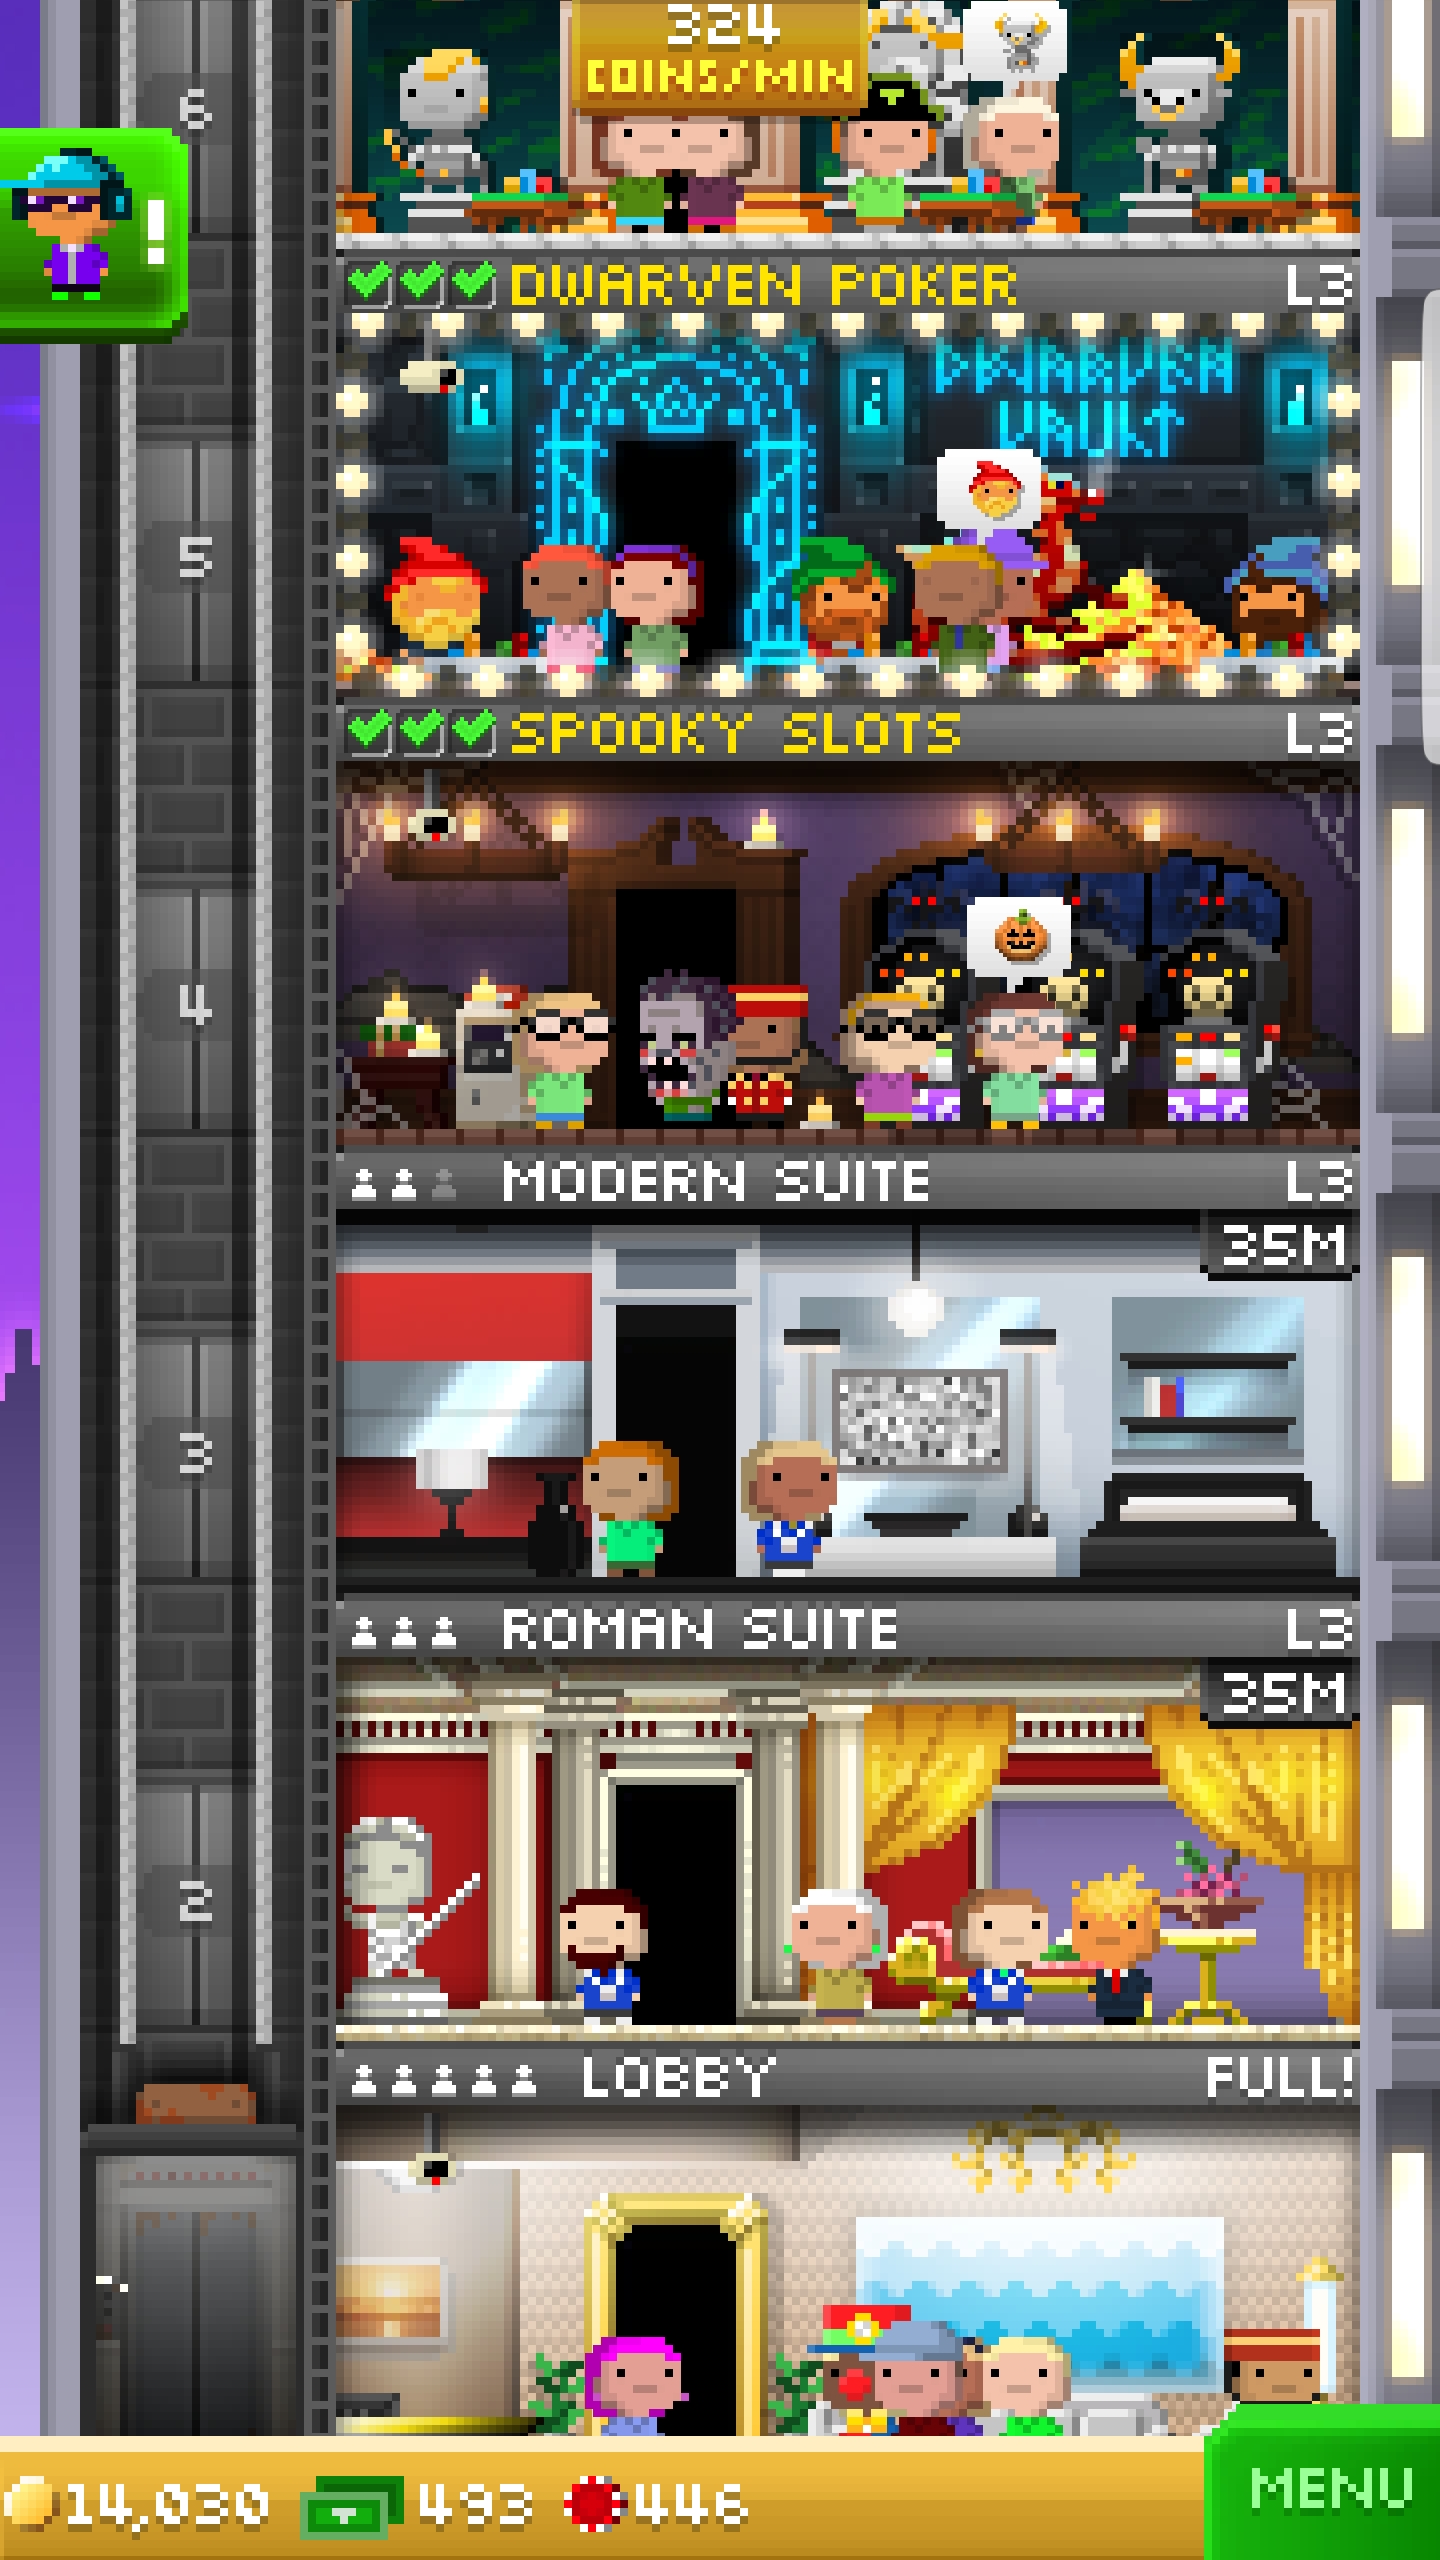 324
COINS/MIN
6
!
DWARVEN POKER L3
DWARVEN
VAULT
5
SPOOKY SLOTS L3
4
MODERN SUITE L3
35M
3
ROMAN SUITE L3
35M
2
LOBBY FULL!
14,030 493 446
MENU